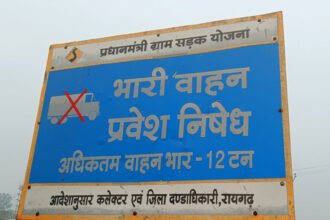 प्रधानमंत्री ग्राम सड़क योजना
भारी वाहन
प्रवेश निषेध
अधिकतम वाहन भार - 12 टन
आदेशानुसार कलेक्टर एवं जिला दण्डाधिकारी, रायगढ़